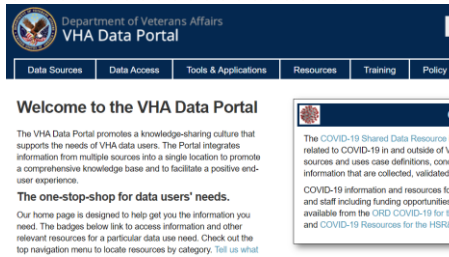 Department of Veterans Affairs
VHA Data Portal
Data Sources Data Access Tools & Applications Resources Training Policy
Welcome to the VHA Data Portal
The VHA Data Portal promotes a knowledge-sharing culture that
supports the needs of VHA data users. The Portal integrates
information from multiple sources into a single location to promote
a comprehensive knowledge base and to facilitate a positive end-
user experience.
The one-stop-shop for data users' needs.
Our home page is designed to help get you the information you
need. The badges below link to access information and other
relevant resources for a particular data use need. Check out the
top navigation menu to locate resources by category. Tell us what
The COVID-19 Shared Data Resource
related to COVID-19 in and outside of
sources and uses case definitions,
information that are collected, validated
COVID-19 information and resources
and staff including funding opportunities
available from the ORD COVID-19 for
and COVID-19 Resources for the